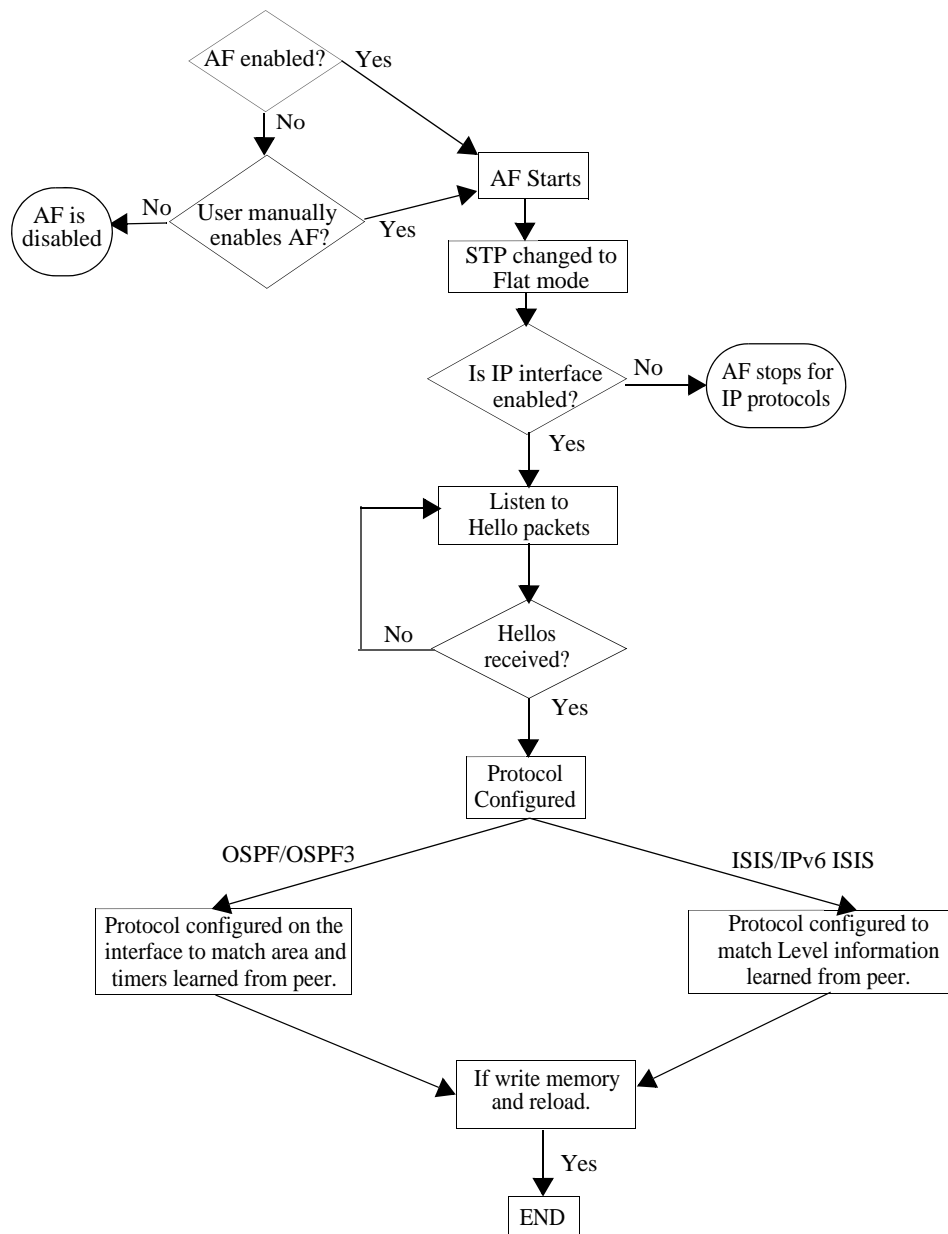 AF enabled?
Yes
No
AF Starts
No
AF is
disabled
User manually
enables AF?
Yes
STP changed to
Flat mode
Is IP interface
enabled?
No
AF stops for
IP protocols
Yes
Listen to
Hello packets
No
Hellos
received?
Yes
Protocol
Configured
OSPF/OSPF3
ISIS/IPv6 ISIS
Protocol configured on the
interface to match area and
timers learned from peer.
Protocol configured to
match Level information
learned from peer.
If write memory
and reload.
Yes
END